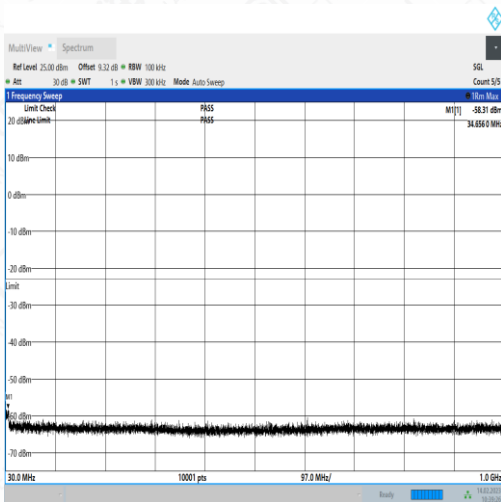 MultiView Spectrum
Ref Level 25.00 dBm Offset 9.32 dB RBW 100 kHz SGL
Att 30 dB SWT 1 s VBW 300 kHz Mode Auto Sweep Count 5/5
1 Frequency Sweep 1Rm Max
Limit Check PASS M1[1] -58.31 dBm
20 dBm Line Limit PASS 34.6560 MHz
10 dBm
0 dBm
-10 dBm
-20 dBm
Limit
-30 dBm
-40 dBm
-50 dBm
M1
-60 dBm
-70 dBm
30.0 MHz 10001 pts 97.0 MHz/ 1.0 GHz
Ready